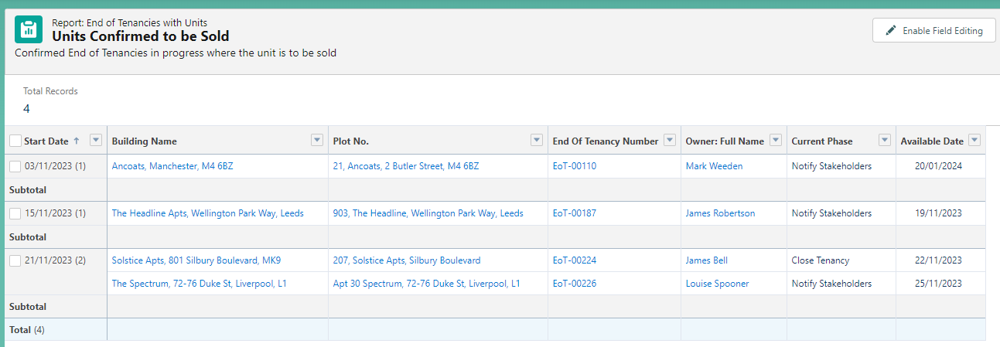 Report: End of Tenancies with Units
Units Confirmed to be Sold
Enable Field Editing
Confirmed End of Tenancies in progress where the unit is to be sold
Total Records
4
Start Date ↑ Building Name Plot No. End Of Tenancy Number Owner: Full Name Current Phase Available Date
03/11/2023 (1) Ancoats, Manchester, M4 6BZ 21, Ancoats, 2 Butler Street, M4 6BZ EoT-00110 Mark Weeden Notify Stakeholders 20/01/2024
Subtotal
15/11/2023 (1) The Headline Apts, Wellington Park Way, Leeds 903, The Headline, Wellington Park Way, Leeds EoT-00187 James Robertson Notify Stakeholders 19/11/2023
Subtotal
21/11/2023 (2) Solstice Apts, 801 Silbury Boulevard, MK9 207, Solstice Apts, Silbury Boulevard EoT-00224 James Bell Close Tenancy 22/11/2023
The Spectrum, 72-76 Duke St, Liverpool, L1 Apt 30 Spectrum, 72-76 Duke St, Liverpool, L1 EoT-00226 Louise Spooner Notify Stakeholders 25/11/2023
Subtotal
Total (4)